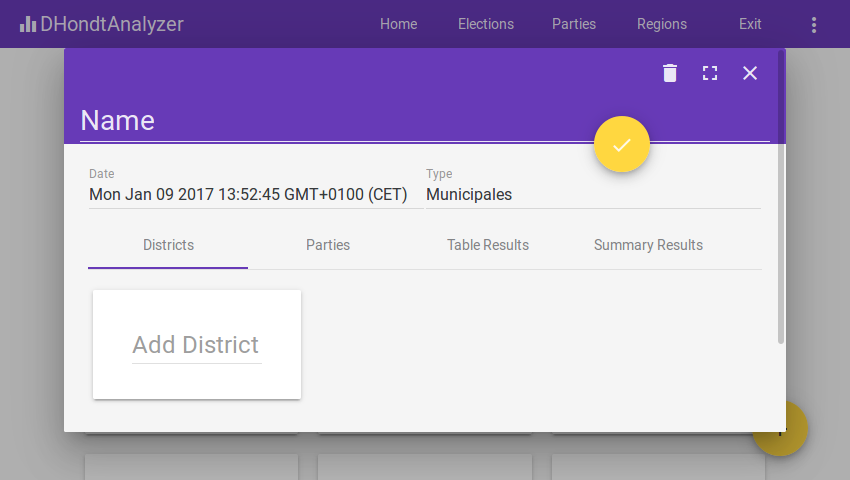 DHondtAnalyzer Home Elections Parties Regions Exit
Name
Date Type
Mon Jan 09 2017 13:52:45 GMT+0100 (CET) Municipales
Districts Parties Table Results Summary Results
Add District